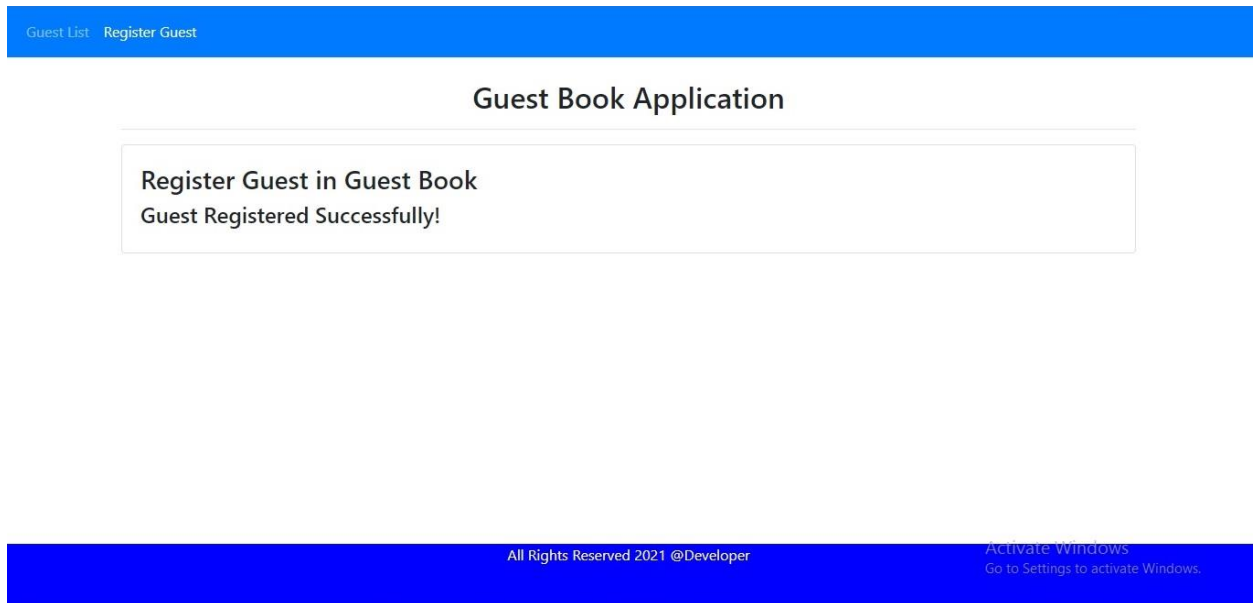 Guest List Register Guest
Guest Book Application
Register Guest in Guest Book
Guest Registered Successfully!
All Rights Reserved 2021 @Developer
Activate Windows
Go to Settings to activate Windows.